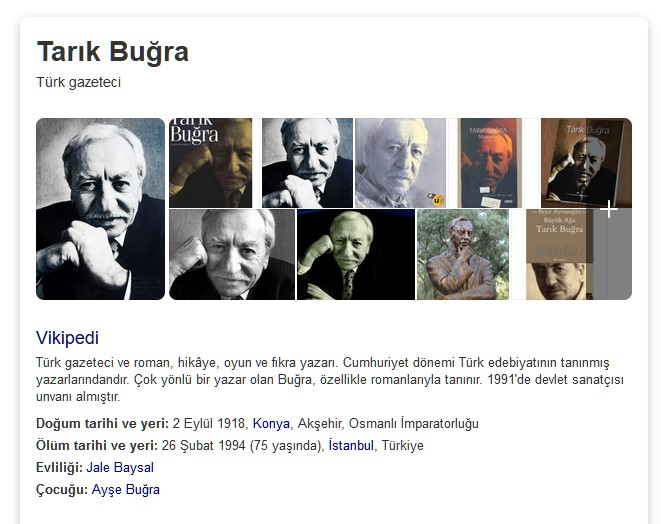 Tarık Buğra
Türk gazeteci
Tarık
Buğra
TARIK BUĞRA
Tarık Buğra
Beşir Ayvazoğlu
Büyük Ağa
Tarık Buğra
Vikipedi
Türk gazeteci ve roman, hikâye, oyun ve fıkra yazarı. Cumhuriyet dönemi Türk edebiyatının tanınmış
yazarlarındandır. Çok yönlü bir yazar olan Buğra, özellikle romanlarıyla tanınır. 1991'de devlet sanatçısı
unvanı almıştır.
Doğum tarihi ve yeri: 2 Eylül 1918, Konya, Akşehir, Osmanlı İmparatorluğu
Ölüm tarihi ve yeri: 26 Şubat 1994 (75 yaşında), İstanbul, Türkiye
Evliliği: Jale Baysal
Çocuğu: Ayşe Buğra